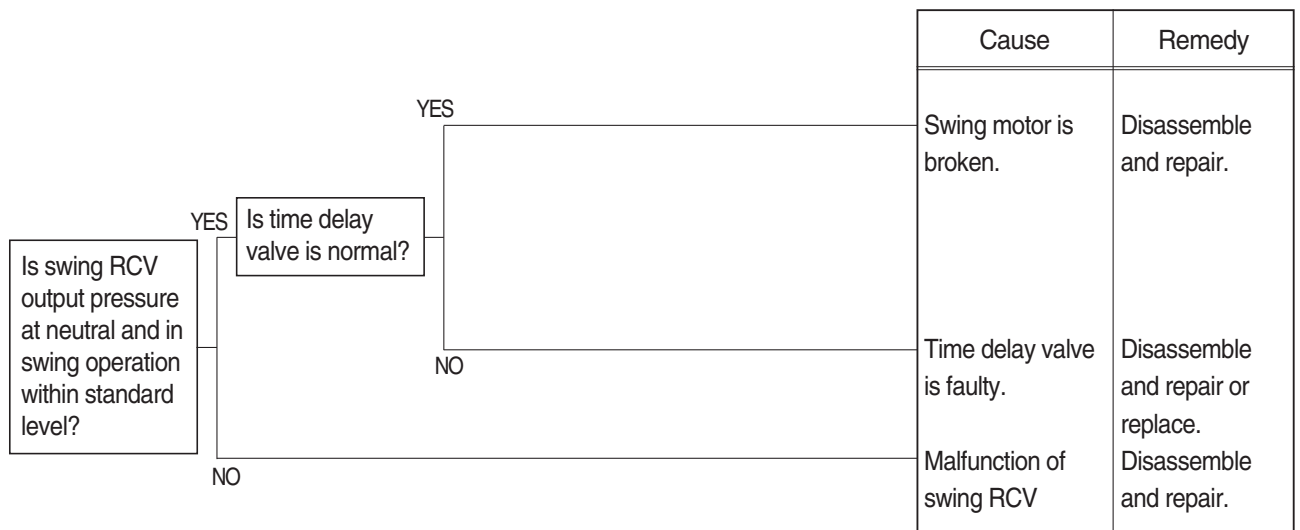 Cause
Remedy
YES
Swing motor is
broken.
Disassemble
and repair.
YES
Is time delay
valve is normal?
Is swing RCV
output pressure
at neutral and in
swing operation
within standard
level?
NO
Time delay valve
is faulty.
Disassemble
and repair or
replace.
NO
Malfunction of
swing RCV
Disassemble
and repair.